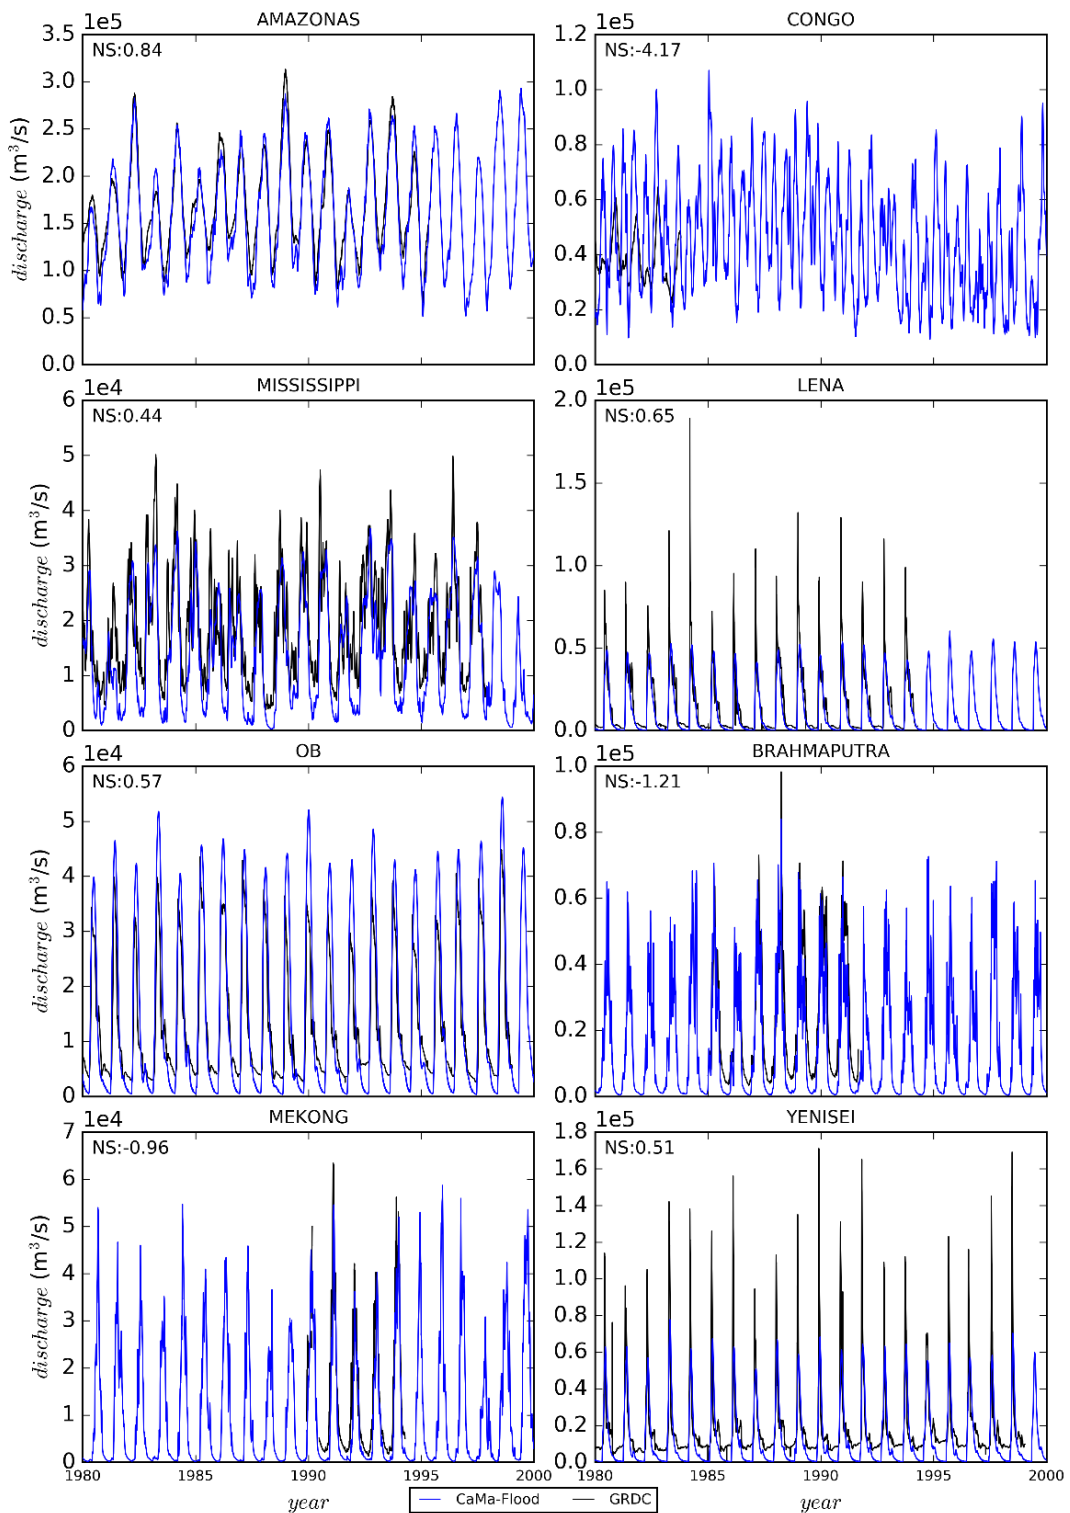 AMAZONAS
1e5
NS:0.84
3.5
3.0
2.5
2.0
1.5
1.0
0.5
0.0
discharge (m³/s)
CONGO
1e5
NS:-4.17
1.2
1.0
0.8
0.6
0.4
0.2
0.0
MISSISSIPPI
1e4
NS:0.44
6
5
4
3
2
1
0
discharge (m³/s)
LENA
1e5
NS:0.65
2.0
1.5
1.0
0.5
0.0
OB
1e4
NS:0.57
6
5
4
3
2
1
0
discharge (m³/s)
BRAHMAPUTRA
1e5
NS:-1.21
1.0
0.8
0.6
0.4
0.2
0.0
MEKONG
1e4
NS:-0.96
7
6
5
4
3
2
1
0
discharge (m³/s)
1980 1985 1990 1995 2000
year
YENISEI
1e5
NS:0.51
1.8
1.6
1.4
1.2
1.0
0.8
0.6
0.4
0.2
0.0
1980 1985 1990 1995 2000
year
CaMa-Flood GRDC